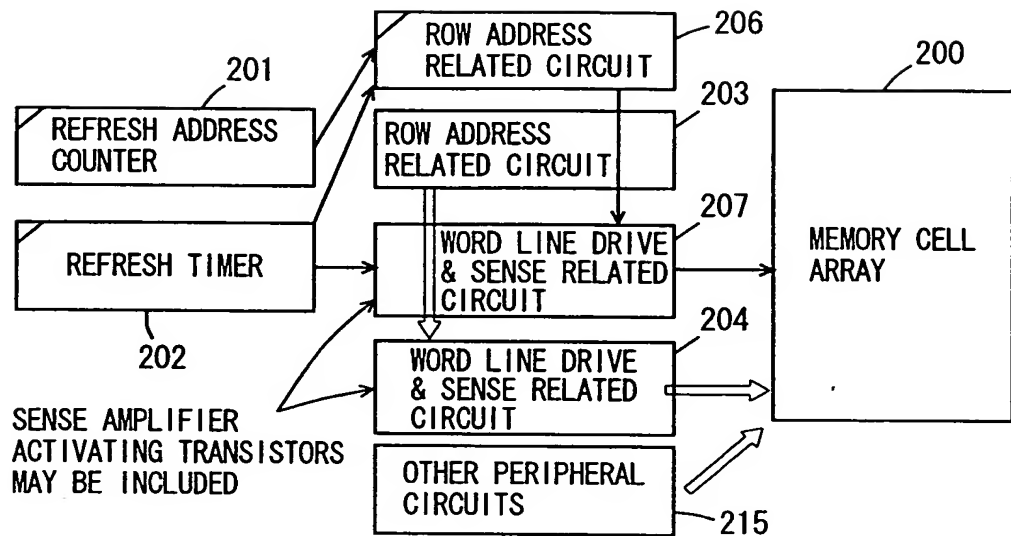 206
ROW ADDRESS
RELATED CIRCUIT
200
201
203
REFRESH ADDRESS
COUNTER
ROW ADDRESS
RELATED CIRCUIT
207
REFRESH TIMER
WORD LINE DRIVE
& SENSE RELATED
CIRCUIT
MEMORY CELL
ARRAY
202
204
WORD LINE DRIVE
& SENSE RELATED
CIRCUIT
SENSE AMPLIFIER
ACTIVATING TRANSISTORS
MAY BE INCLUDED
OTHER PERIPHERAL
CIRCUITS
215